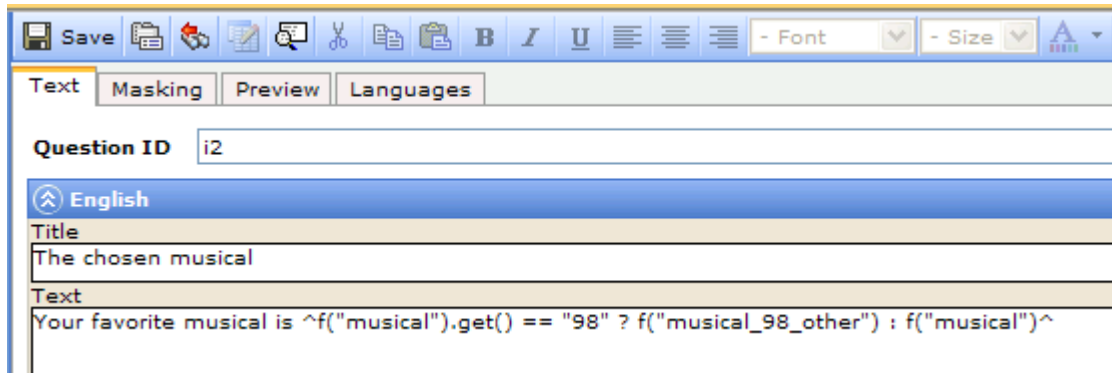 Save B I U - Font - Size A
Text Masking Preview Languages
Question ID i2
English
Title
The chosen musical
Text
Your favorite musical is ^f("musical").get() == "98" ? f("musical_98_other") : f("musical")^